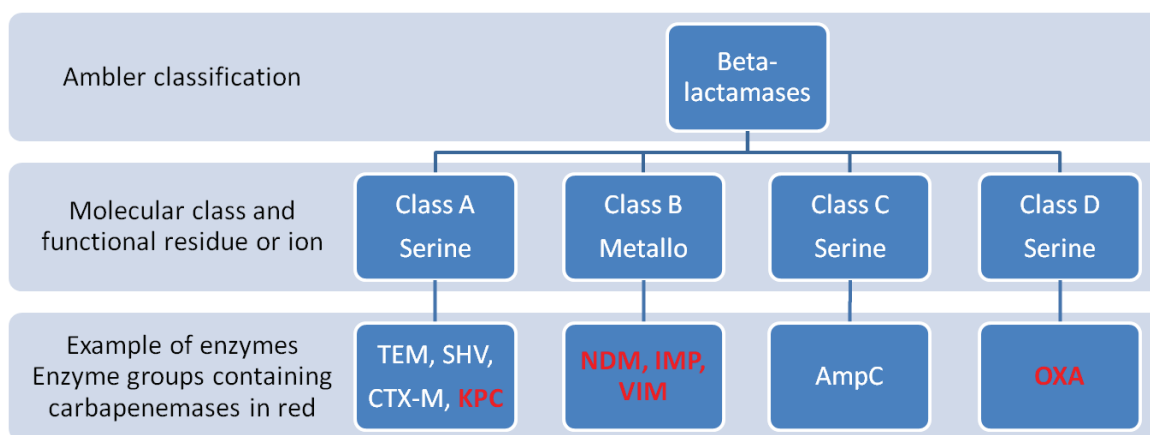 Ambler classification
Beta-
lactamases
Molecular class and
functional residue or ion
Class A
Serine
Class B
Metallo
Class C
Serine
Class D
Serine
Example of enzymes
Enzyme groups containing
carbapenemases in red
TEM, SHV,
CTX-M, KPC
NDM, IMP,
VIM
AmpC
OXA